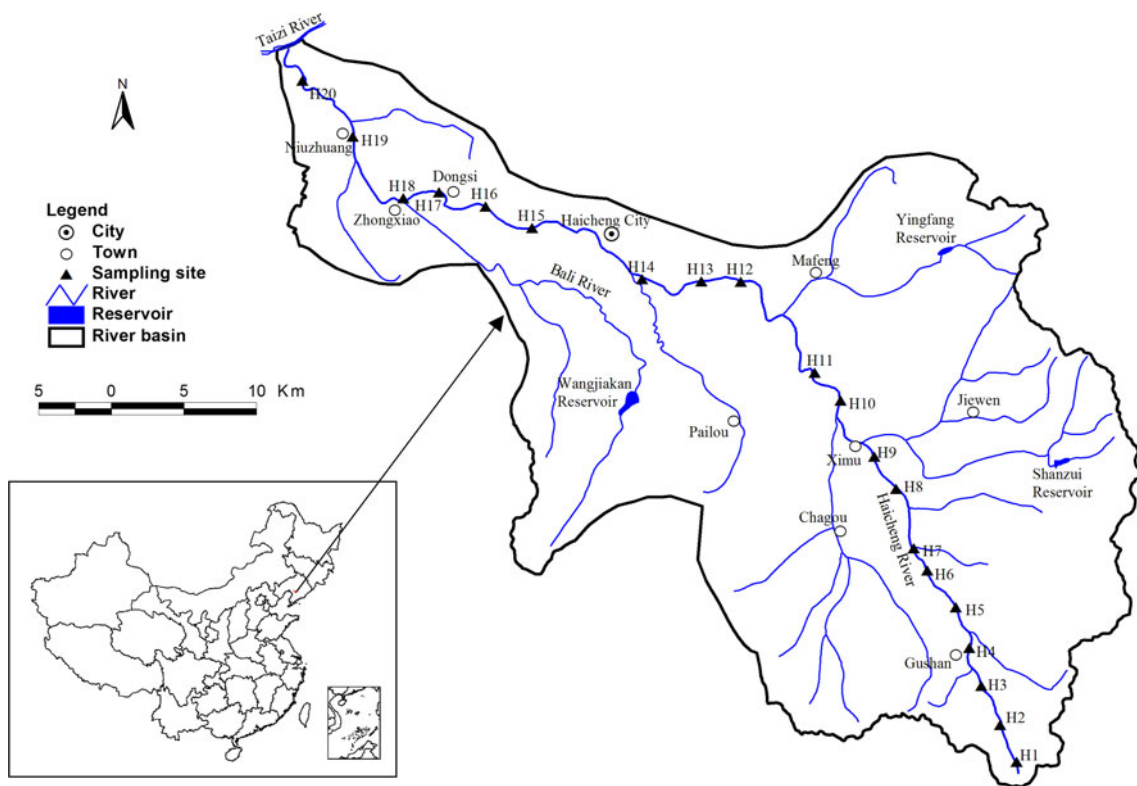 Taizi River
N
H20
Niuzhuang
H19
Dongsi
H18
H17
H16
Zhongxiao
H15
Haicheng City
Yingfang
Reservoir
Legend
City
Town
Sampling site
River
Reservoir
River basin
Bali River
H14
H13
H12
Mafeng
5 0 5 10 Km
H11
Wangjiakan
Reservoir
H10
Jiewen
Pailou
Ximu
H9
Shanzui
Reservoir
H8
Chagou
Haicheng River
H7
H6
H5
Gushan
H4
H3
H2
H1